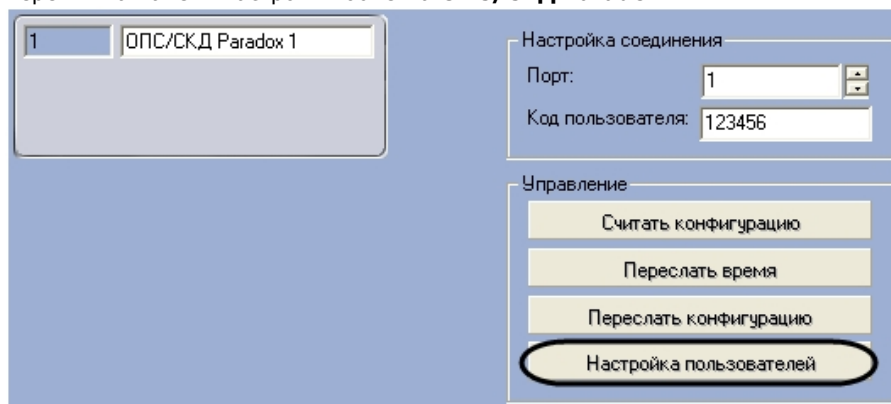 1 ОПС/СКД Paradox 1
Настройка соединения
Порт: 1
Код пользователя: 123456
Управление
Считать конфигурацию
Переслать время
Переслать конфигурацию
Настройка пользователей